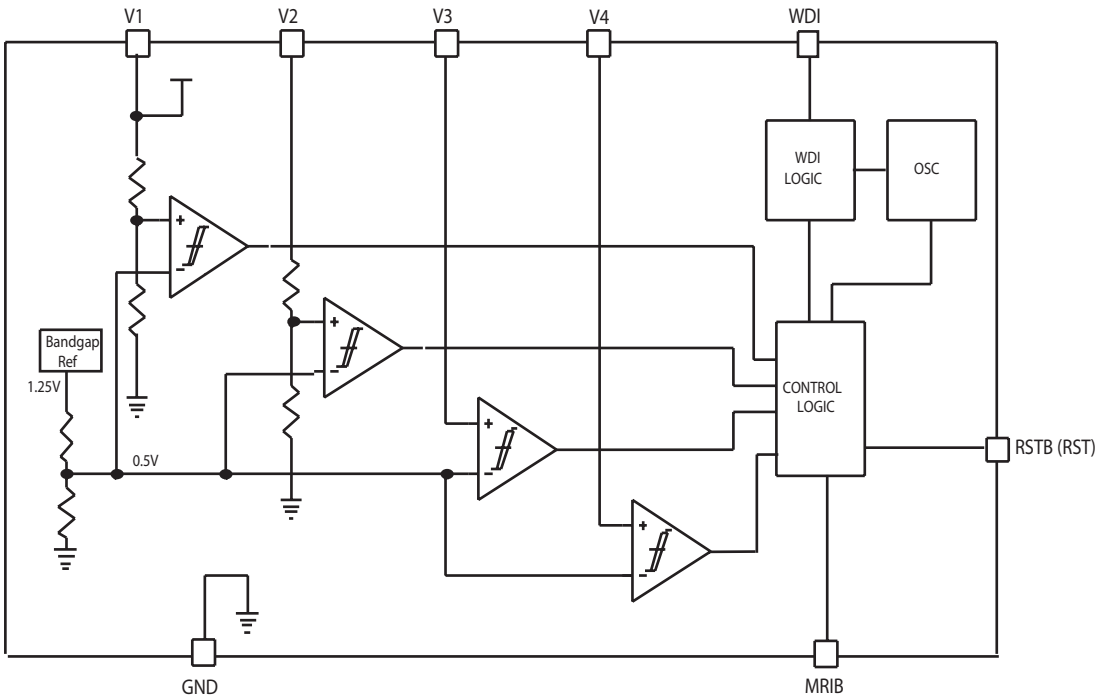 V1
V2
V3
V4
WDI
WDI
LOGIC
OSC
+
−
Bandgap
Ref
1.25V
+
−
CONTROL
LOGIC
+
−
0.5V
RSTB (RST)
+
−
GND
MRIB